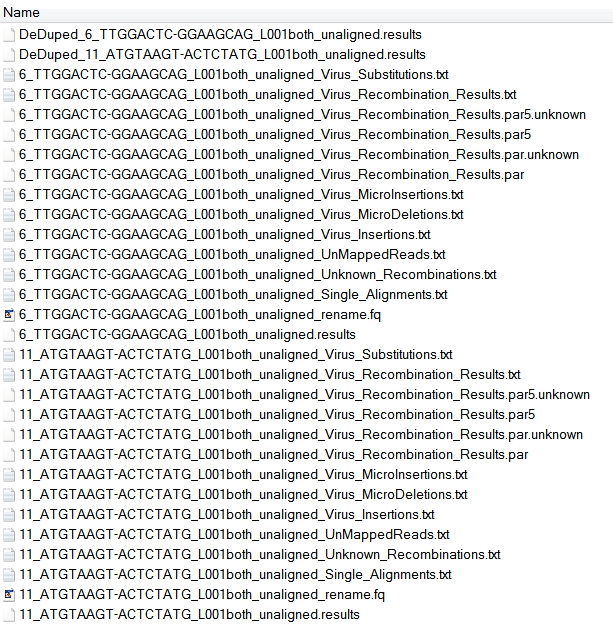 Name
DeDuped_6_TTGGACTC-GGAAGCAG_L001both_unaligned.results
DeDuped_11_ATGTAAGT-ACTCTATG_L001both_unaligned.results
6_TTGGACTC-GGAAGCAG_L001both_unaligned_Virus_Substitutions.txt
6_TTGGACTC-GGAAGCAG_L001both_unaligned_Virus_Recombination_Results.txt
6_TTGGACTC-GGAAGCAG_L001both_unaligned_Virus_Recombination_Results.par5.unknown
6_TTGGACTC-GGAAGCAG_L001both_unaligned_Virus_Recombination_Results.par5
6_TTGGACTC-GGAAGCAG_L001both_unaligned_Virus_Recombination_Results.par.unknown
6_TTGGACTC-GGAAGCAG_L001both_unaligned_Virus_Recombination_Results.par
6_TTGGACTC-GGAAGCAG_L001both_unaligned_Virus_MicroInsertions.txt
6_TTGGACTC-GGAAGCAG_L001both_unaligned_Virus_MicroDeletions.txt
6_TTGGACTC-GGAAGCAG_L001both_unaligned_Virus_Insertions.txt
6_TTGGACTC-GGAAGCAG_L001both_unaligned_UnMappedReads.txt
6_TTGGACTC-GGAAGCAG_L001both_unaligned_Unknown_Recombinations.txt
6_TTGGACTC-GGAAGCAG_L001both_unaligned_Single_Alignments.txt
6_TTGGACTC-GGAAGCAG_L001both_unaligned_rename.fq
6_TTGGACTC-GGAAGCAG_L001both_unaligned.results
11_ATGTAAGT-ACTCTATG_L001both_unaligned_Virus_Substitutions.txt
11_ATGTAAGT-ACTCTATG_L001both_unaligned_Virus_Recombination_Results.txt
11_ATGTAAGT-ACTCTATG_L001both_unaligned_Virus_Recombination_Results.par5.unknown
11_ATGTAAGT-ACTCTATG_L001both_unaligned_Virus_Recombination_Results.par5
11_ATGTAAGT-ACTCTATG_L001both_unaligned_Virus_Recombination_Results.par.unknown
11_ATGTAAGT-ACTCTATG_L001both_unaligned_Virus_Recombination_Results.par
11_ATGTAAGT-ACTCTATG_L001both_unaligned_Virus_MicroInsertions.txt
11_ATGTAAGT-ACTCTATG_L001both_unaligned_Virus_MicroDeletions.txt
11_ATGTAAGT-ACTCTATG_L001both_unaligned_Virus_Insertions.txt
11_ATGTAAGT-ACTCTATG_L001both_unaligned_UnMappedReads.txt
11_ATGTAAGT-ACTCTATG_L001both_unaligned_Unknown_Recombinations.txt
11_ATGTAAGT-ACTCTATG_L001both_unaligned_Single_Alignments.txt
11_ATGTAAGT-ACTCTATG_L001both_unaligned_rename.fq
11_ATGTAAGT-ACTCTATG_L001both_unaligned.results